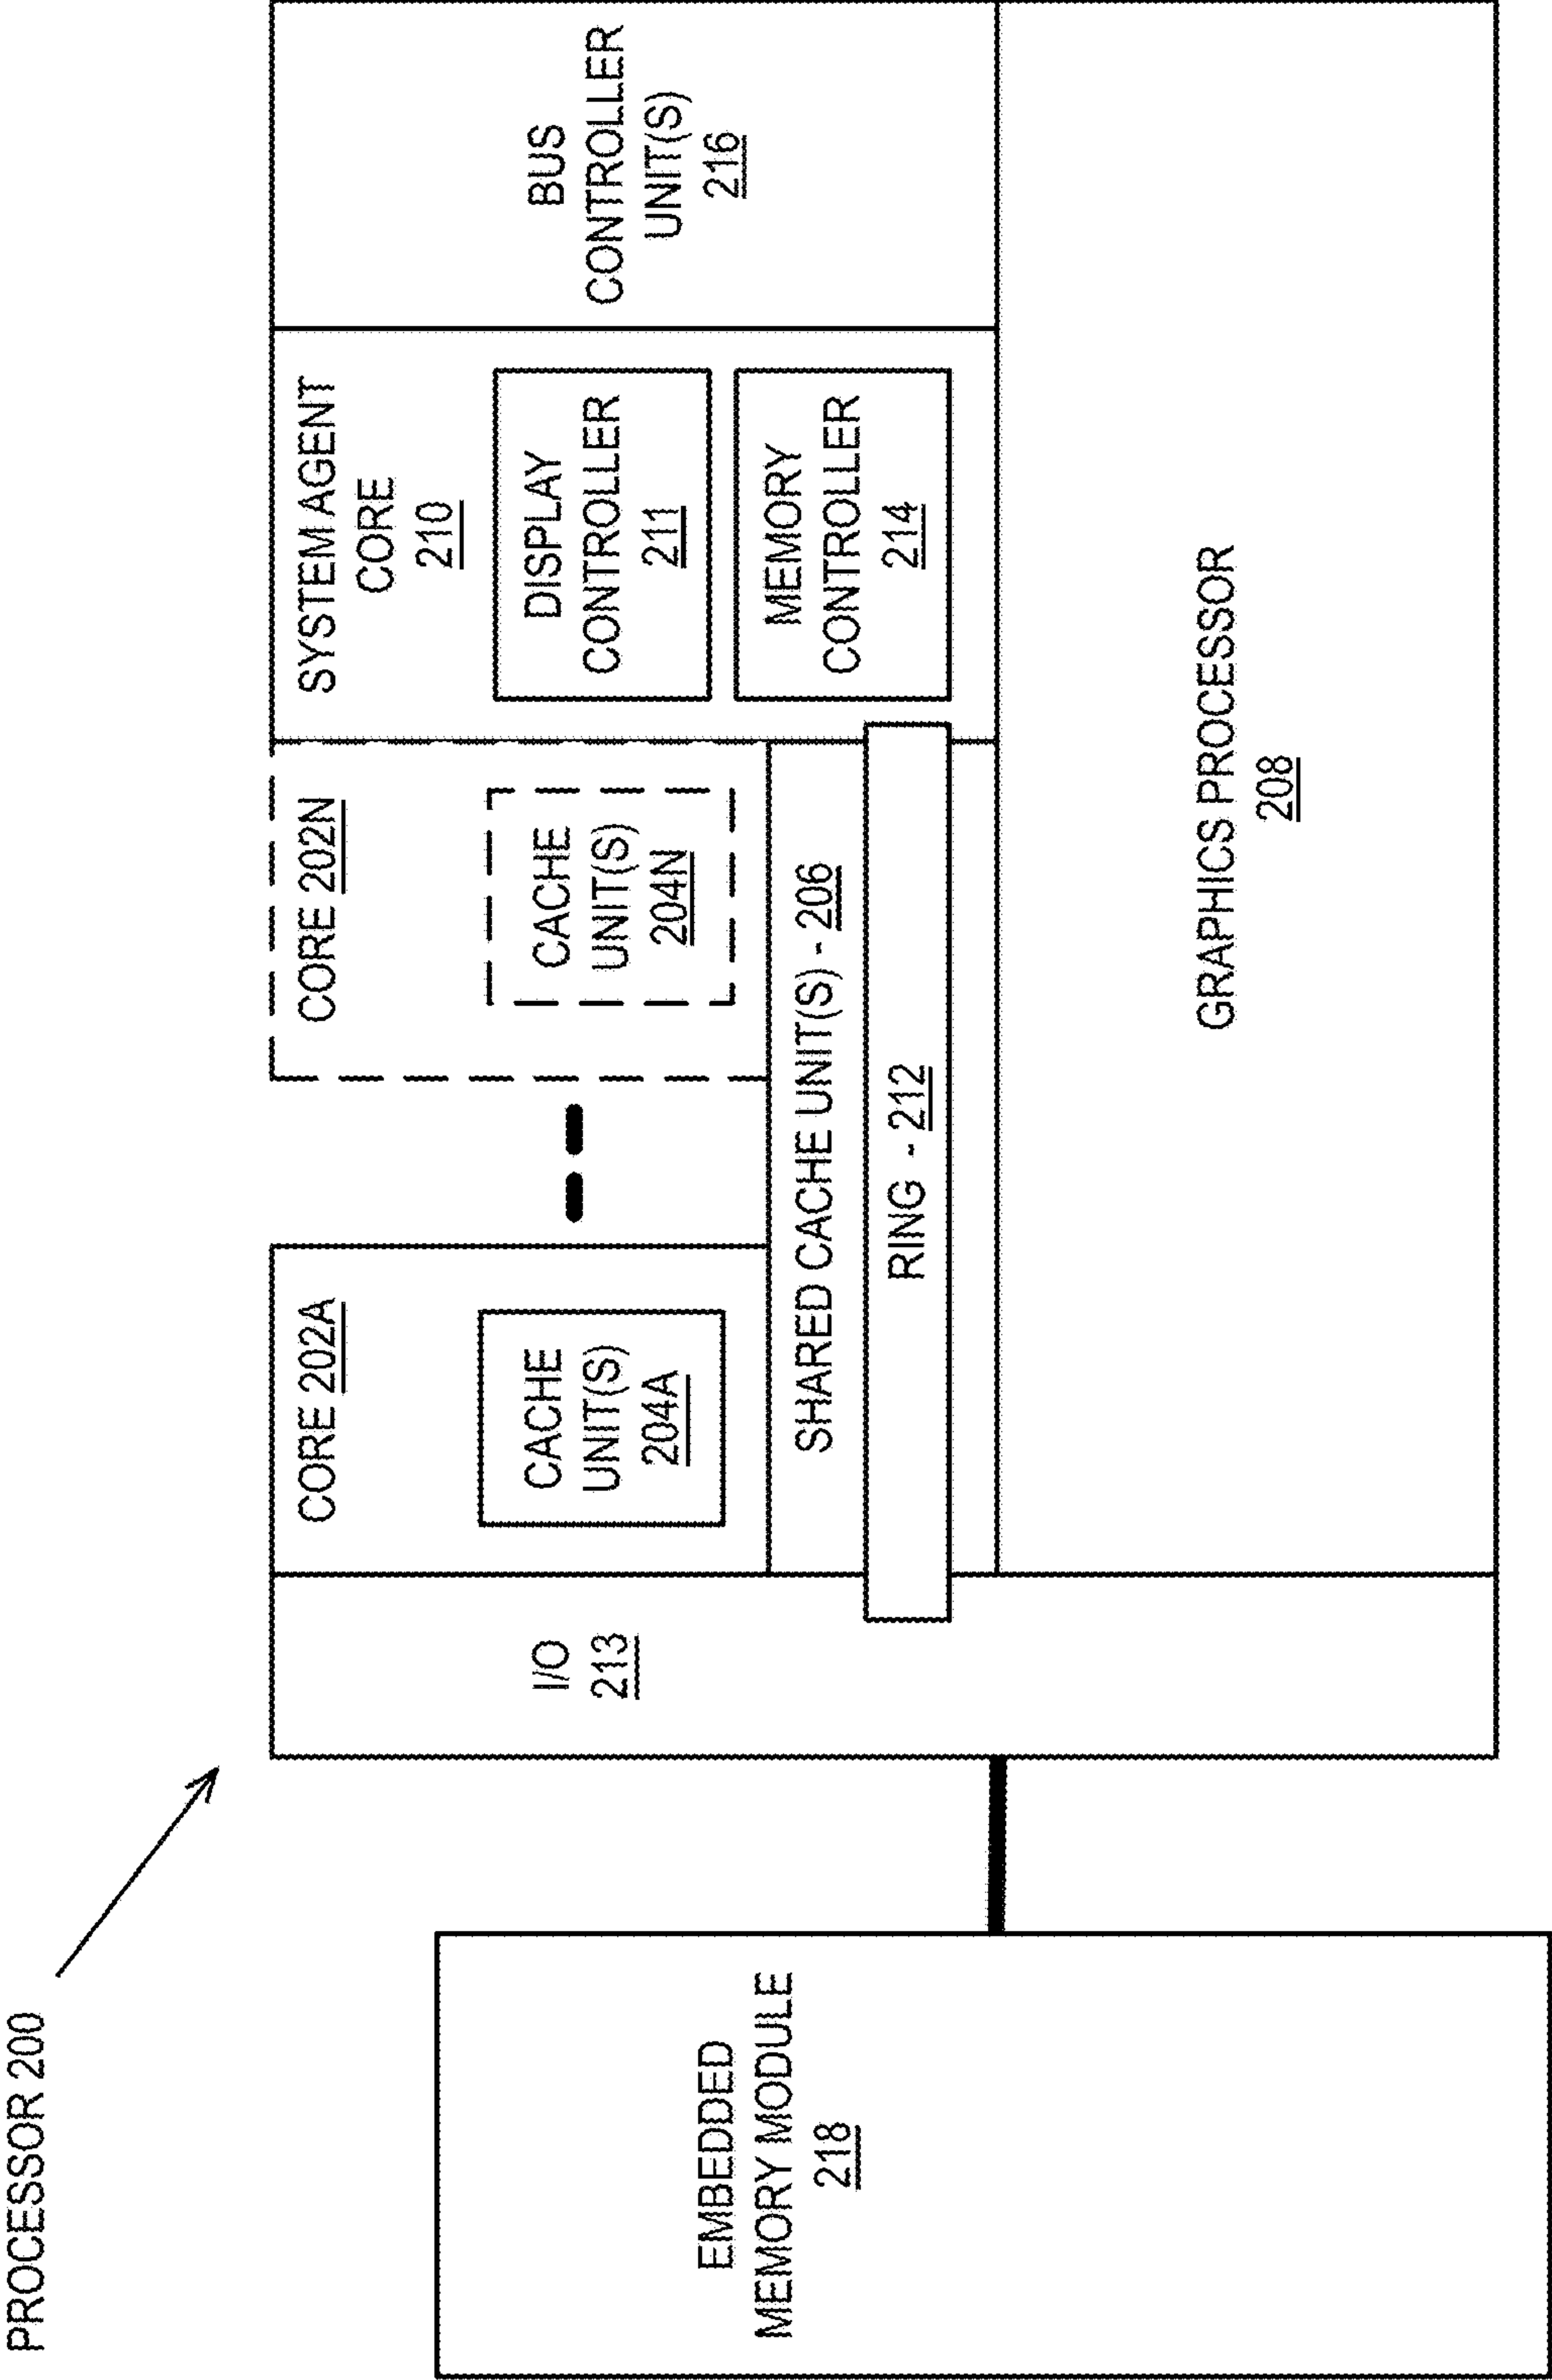 PROCESSOR 200
EMBEDDED
MEMORY MODULE
218
I/O
213
CORE 202A
CACHE
UNIT(S)
204A
CORE 202N
CACHE
UNIT(S)
204N
SHARED CACHE UNIT(S) - 206
RING - 212
SYSTEM AGENT
CORE
210
DISPLAY
CONTROLLER
211
MEMORY
CONTROLLER
214
BUS
CONTROLLER
UNIT(S)
216
GRAPHICS PROCESSOR
208